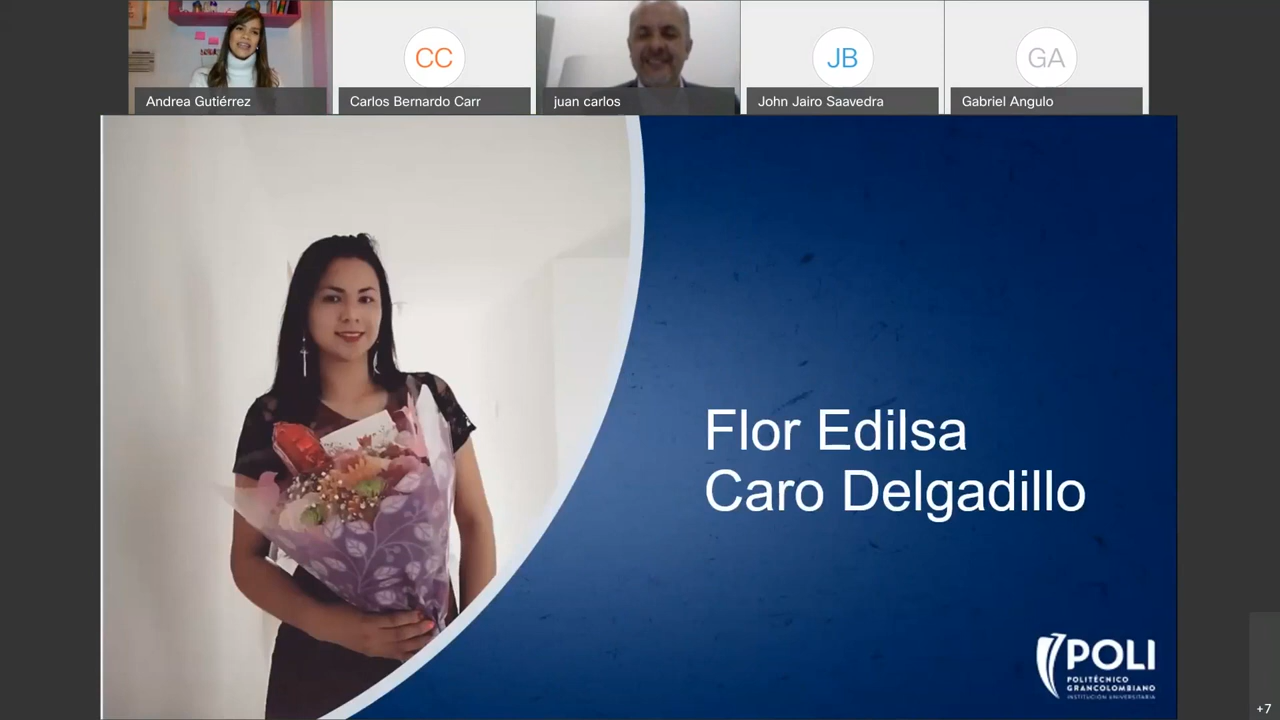 CC
JB
GA
Andrea Gutiérrez
Carlos Bernardo Carr
juan carlos
John Jairo Saavedra
Gabriel Angulo
Flor Edilsa
Caro Delgadillo
POLI
POLITÉCNICO
GRANCOLOMBIANO
INSTITUCIÓN UNIVERSITARIA
+7